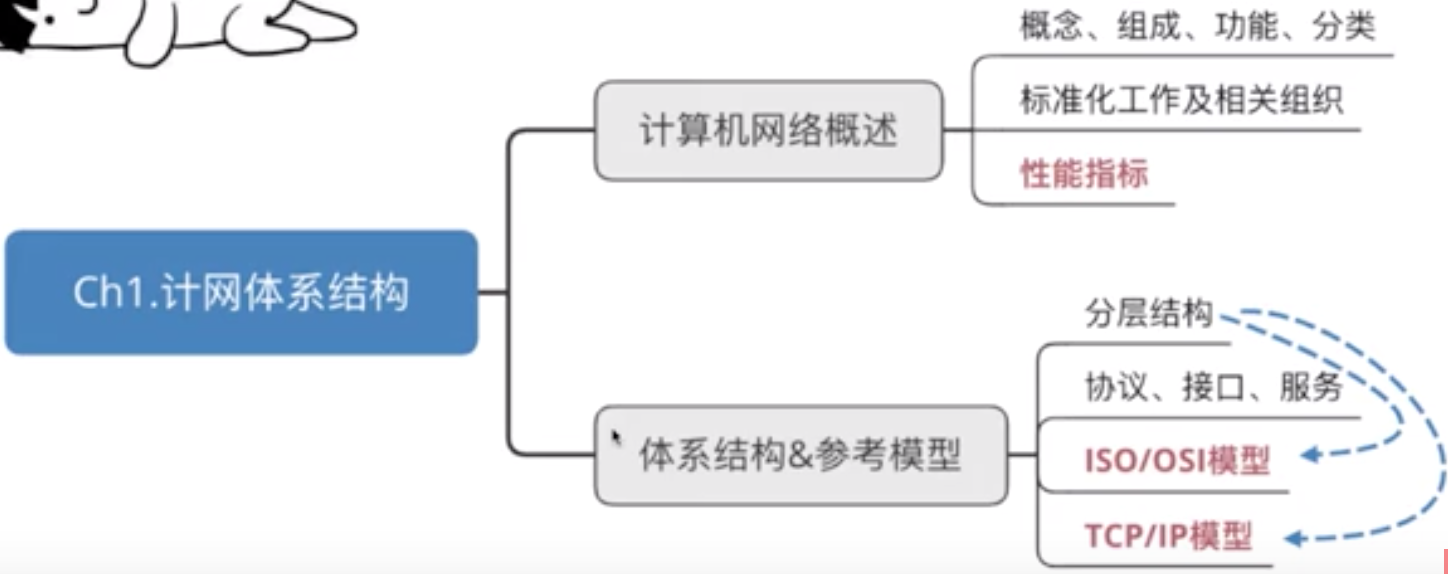 概念、组成、功能、分类
标准化工作及相关组织
计算机网络概述
性能指标
Ch1.计网体系结构
分层结构
协议、接口、服务
体系结构&参考模型
ISO/OSI模型
TCP/IP模型